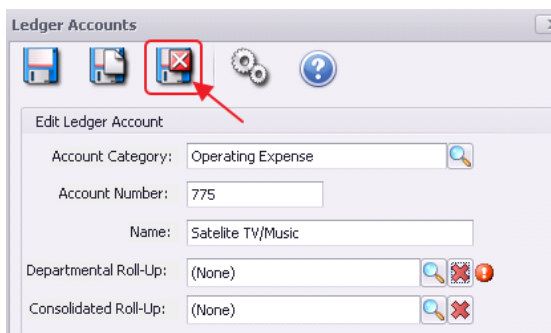 Ledger Accounts
Edit Ledger Account
Account Category: Operating Expense
Account Number: 775
Name: Satelite TV/Music
Departmental Roll-Up: (None)
Consolidated Roll-Up: (None)